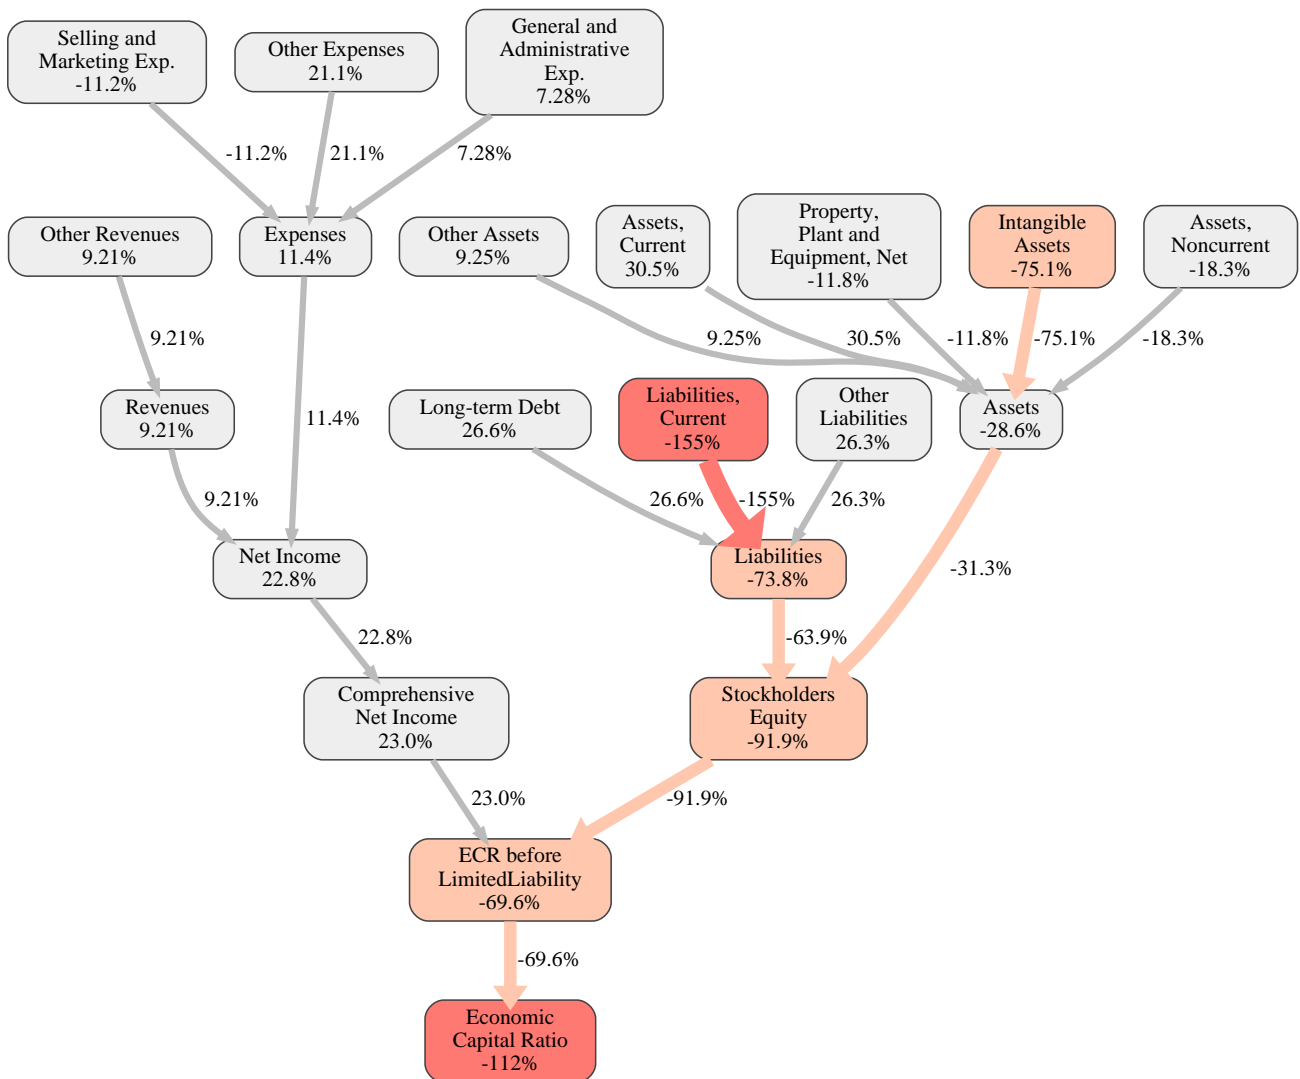 Selling and
Marketing Exp.
-11.2%
Other Expenses
21.1%
General and
Administrative
Exp.
7.28%
-11.2%
21.1%
7.28%
Other Revenues
9.21%
Expenses
11.4%
Other Assets
9.25%
Assets,
Current
30.5%
Property,
Plant and
Equipment, Net
-11.8%
Intangible
Assets
-75.1%
Assets,
Noncurrent
-18.3%
9.21%
9.25%
30.5%
-11.8%
-75.1%
-18.3%
Revenues
9.21%
11.4%
Long-term Debt
26.6%
Liabilities,
Current
-155%
Other
Liabilities
26.3%
Assets
-28.6%
9.21%
26.6%
-155%
26.3%
Net Income
22.8%
Liabilities
-73.8%
-31.3%
22.8%
-63.9%
Comprehensive
Net Income
23.0%
Stockholders
Equity
-91.9%
23.0%
-91.9%
ECR before
LimitedLiability
-69.6%
-69.6%
Economic
Capital Ratio
-112%